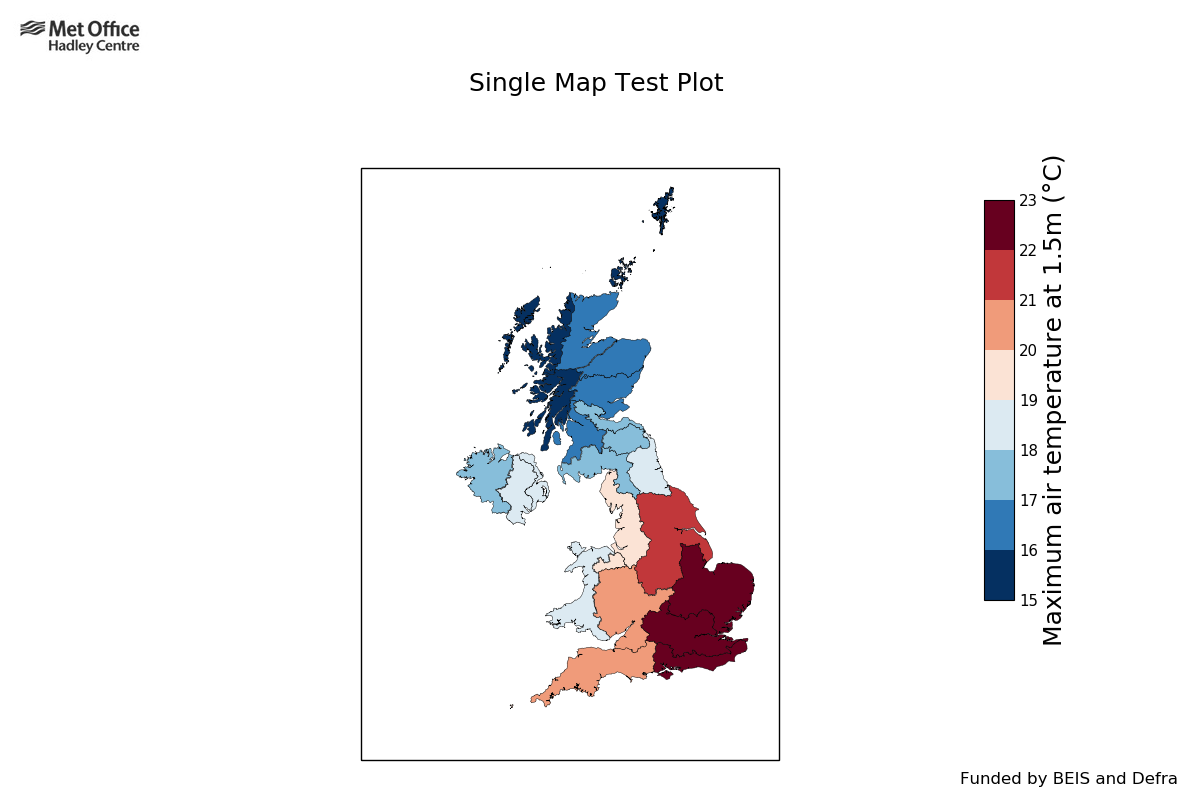 Met Office
Hadley Centre
Single Map Test Plot
23
22
21
20
19
18
17
16
15
Maximum air temperature at 1.5m (°C)
Funded by BEIS and Defra